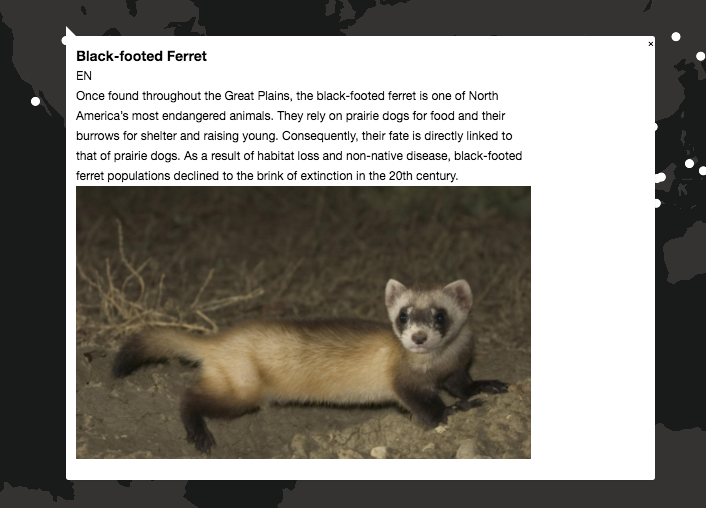 ×
Black-footed Ferret
EN
Once found throughout the Great Plains, the black-footed ferret is one of North
America's most endangered animals. They rely on prairie dogs for food and their
burrows for shelter and raising young. Consequently, their fate is directly linked to
that of prairie dogs. As a result of habitat loss and non-native disease, black-footed
ferret populations declined to the brink of extinction in the 20th century.